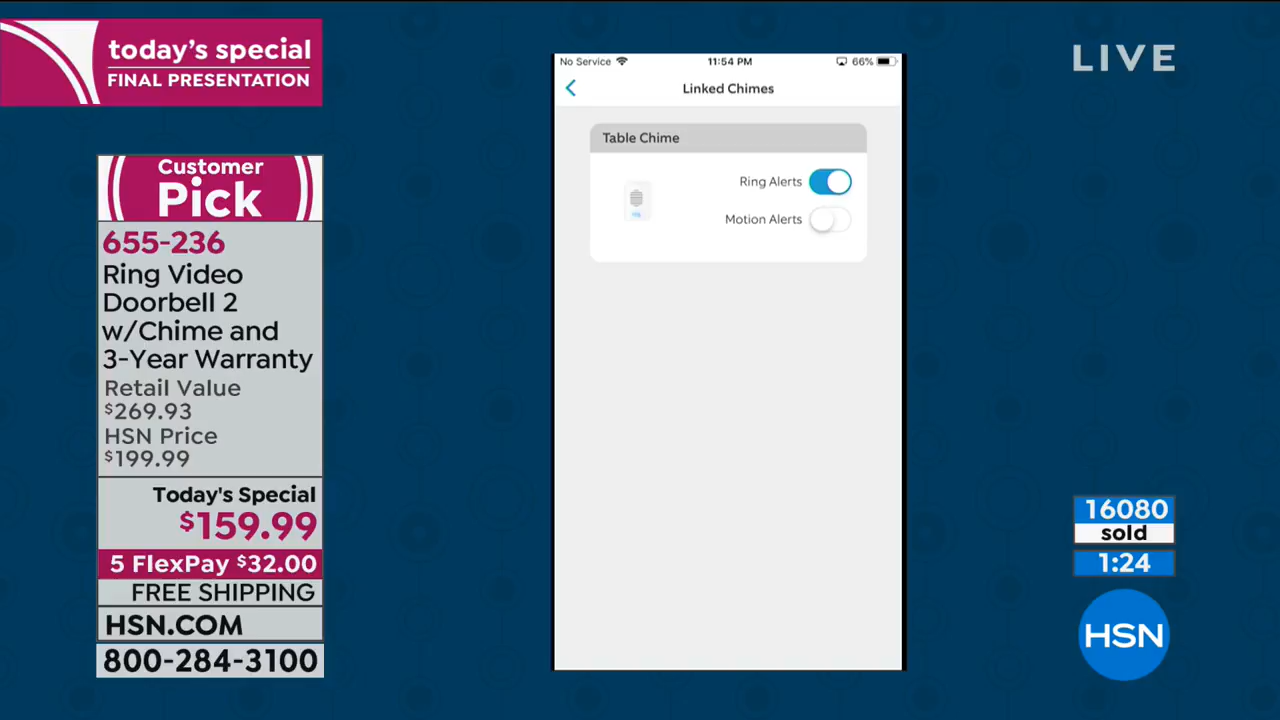 today's special
FINAL PRESENTATION
Customer
Pick
655-236
Ring Video
Doorbell 2
w/Chime and
3-Year Warranty
Retail Value
$269.93
HSN Price
$199.99
Today's Special
$159.99
5 FlexPay $32.00
FREE SHIPPING
HSN.COM
800-284-3100
No Service 11:54 PM 66%
Linked Chimes
Table Chime
Ring Alerts
Motion Alerts
LIVE
16080
sold
1:24
HSN